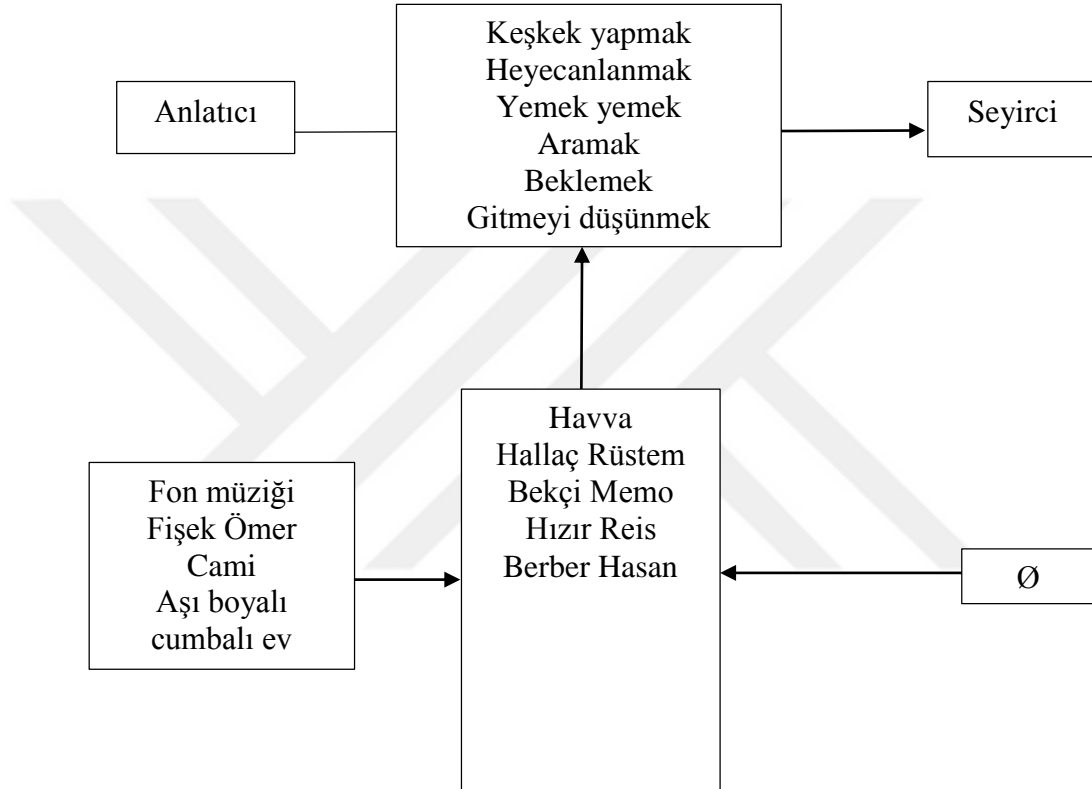 Keşkek yapmak
Heyecanlanmak
Yemek yemek
Aramak
Beklemek
Gitmeyi düşünmek
Anlatıcı
Seyirci
Havva
Hallaç Rüstem
Bekçi Memo
Hızır Reis
Berber Hasan
Fon müziği
Fişek Ömer
Cami
Aşı boyalı
cumbalı ev
Ø